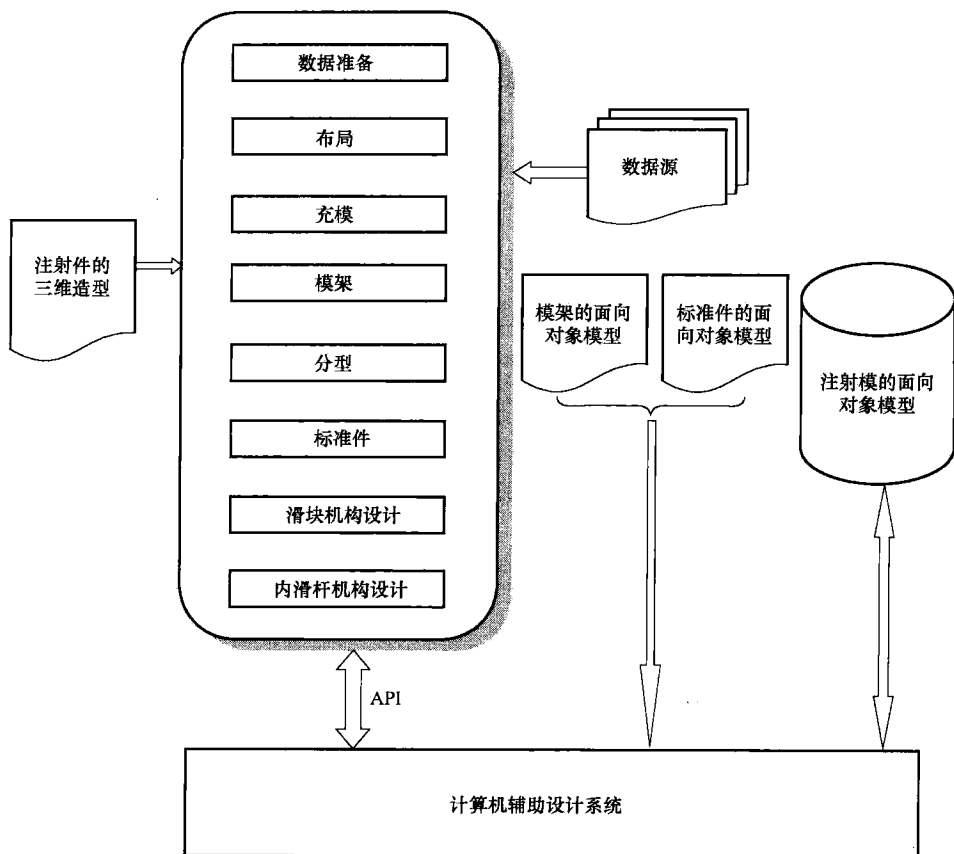 数据准备
布局
充模
模架
分型
标准件
滑块机构设计
内滑杆机构设计
注射件的
三维造型
数据源
模架的面向
对象模型
标准件的面
向对象模型
注射模的面向
对象模型
API
计算机辅助设计系统